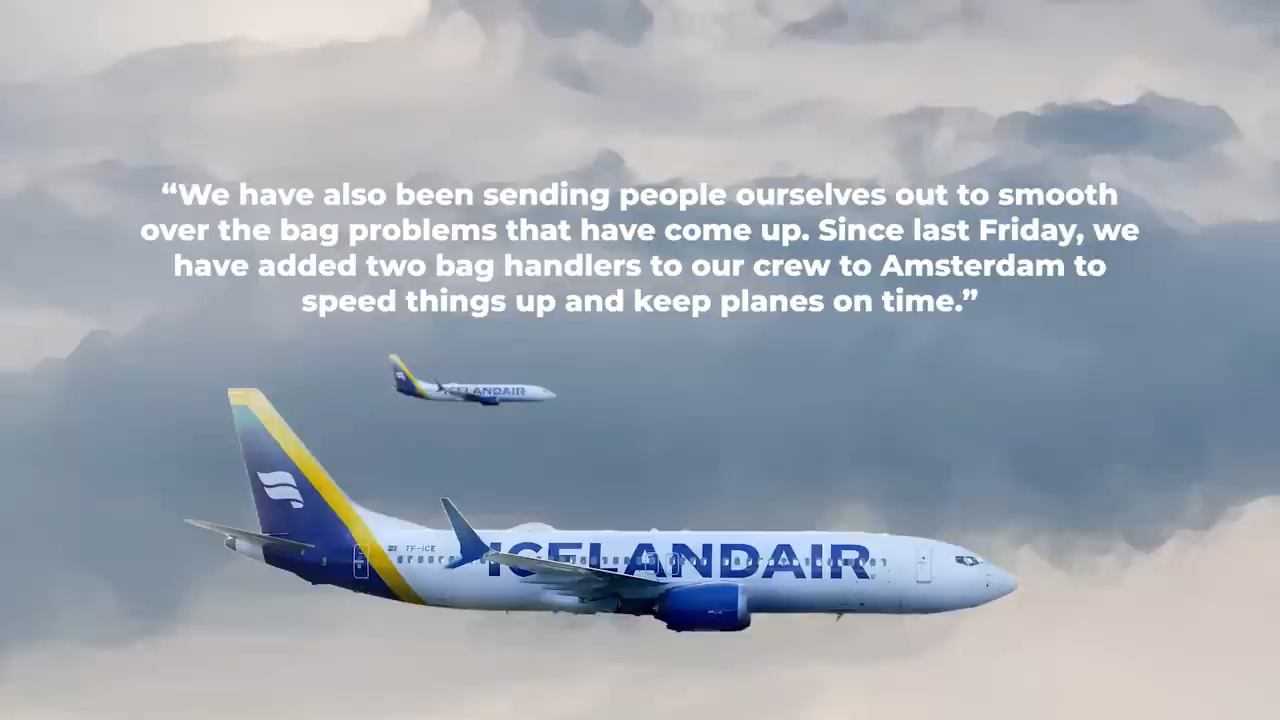 “We have also been sending people ourselves out to smooth
over the bag problems that have come up. Since last Friday, we
have added two bag handlers to our crew to Amsterdam to
speed things up and keep planes on time.”
ICELANDAIR
TF-ICE
ICELANDAIR